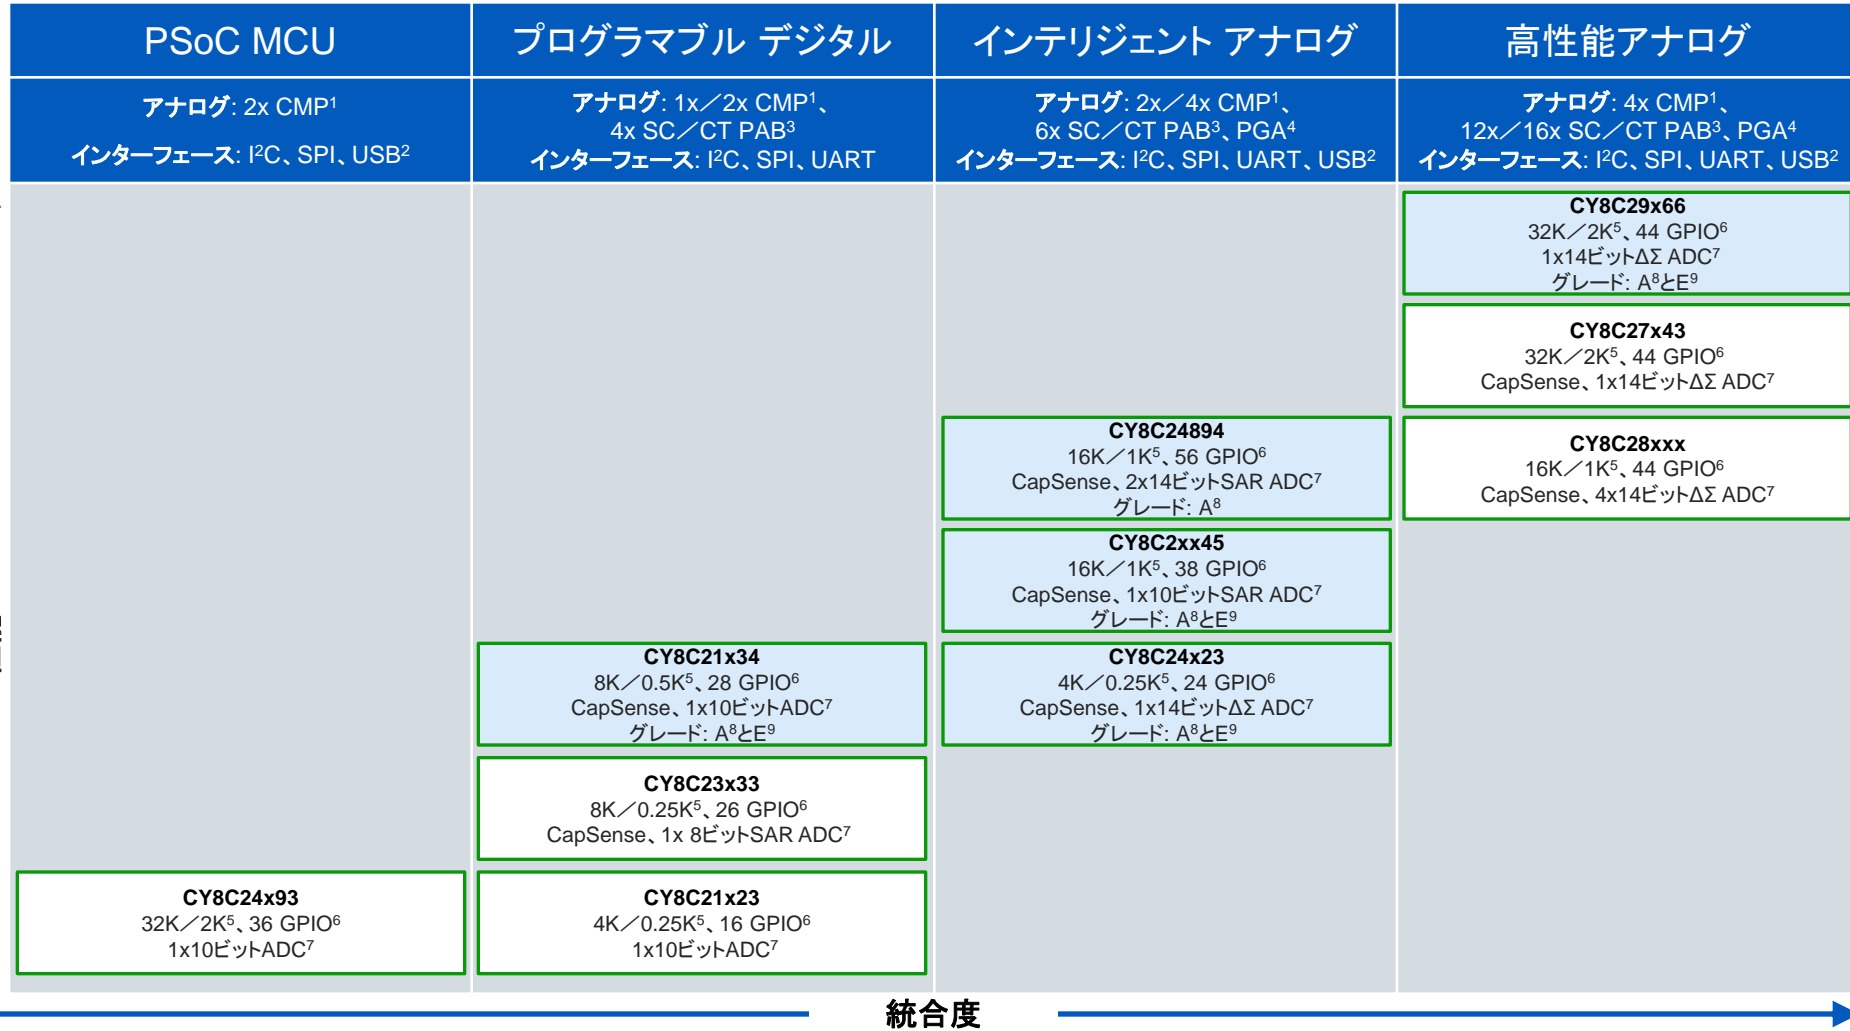 PSoC MCU
プログラマブル デジタル
インテリジェント アナログ
高性能アナログ
アナログ: 2x CMP¹
インターフェース: I²C、SPI、USB²
アナログ: 1x／2x CMP¹、
4x SC／CT PAB³
インターフェース: I²C、SPI、UART
アナログ: 2x／4x CMP¹、
6x SC／CT PAB³、PGA⁴
インターフェース: I²C、SPI、UART、USB²
アナログ: 4x CMP¹、
12x／16x SC／CT PAB³、PGA⁴
インターフェース: I²C、SPI、UART、USB²
CY8C29x66
32K／2K⁵、44 GPIO⁶
1x14ビットΔΣ ADC⁷
グレード: A⁸とE⁹
CY8C27x43
32K／2K⁵、44 GPIO⁶
CapSense、1x14ビットΔΣ ADC⁷
CY8C24894
16K／1K⁵、56 GPIO⁶
CapSense、2x14ビットSAR ADC⁷
グレード: A⁸
CY8C28xxx
16K／1K⁵、44 GPIO⁶
CapSense、4x14ビットΔΣ ADC⁷
CY8C2xx45
16K／1K⁵、38 GPIO⁶
CapSense、1x10ビットSAR ADC⁷
グレード: A⁸とE⁹
CY8C21x34
8K／0.5K⁵、28 GPIO⁶
CapSense、1x10ビットADC⁷
グレード: A⁸とE⁹
CY8C24x23
4K／0.25K⁵、24 GPIO⁶
CapSense、1x14ビットΔΣ ADC⁷
グレード: A⁸とE⁹
CY8C23x33
8K／0.25K⁵、26 GPIO⁶
CapSense、1x 8ビットSAR ADC⁷
CY8C24x93
32K／2K⁵、36 GPIO⁶
1x10ビットADC⁷
CY8C21x23
4K／0.25K⁵、16 GPIO⁶
1x10ビットADC⁷
統合度